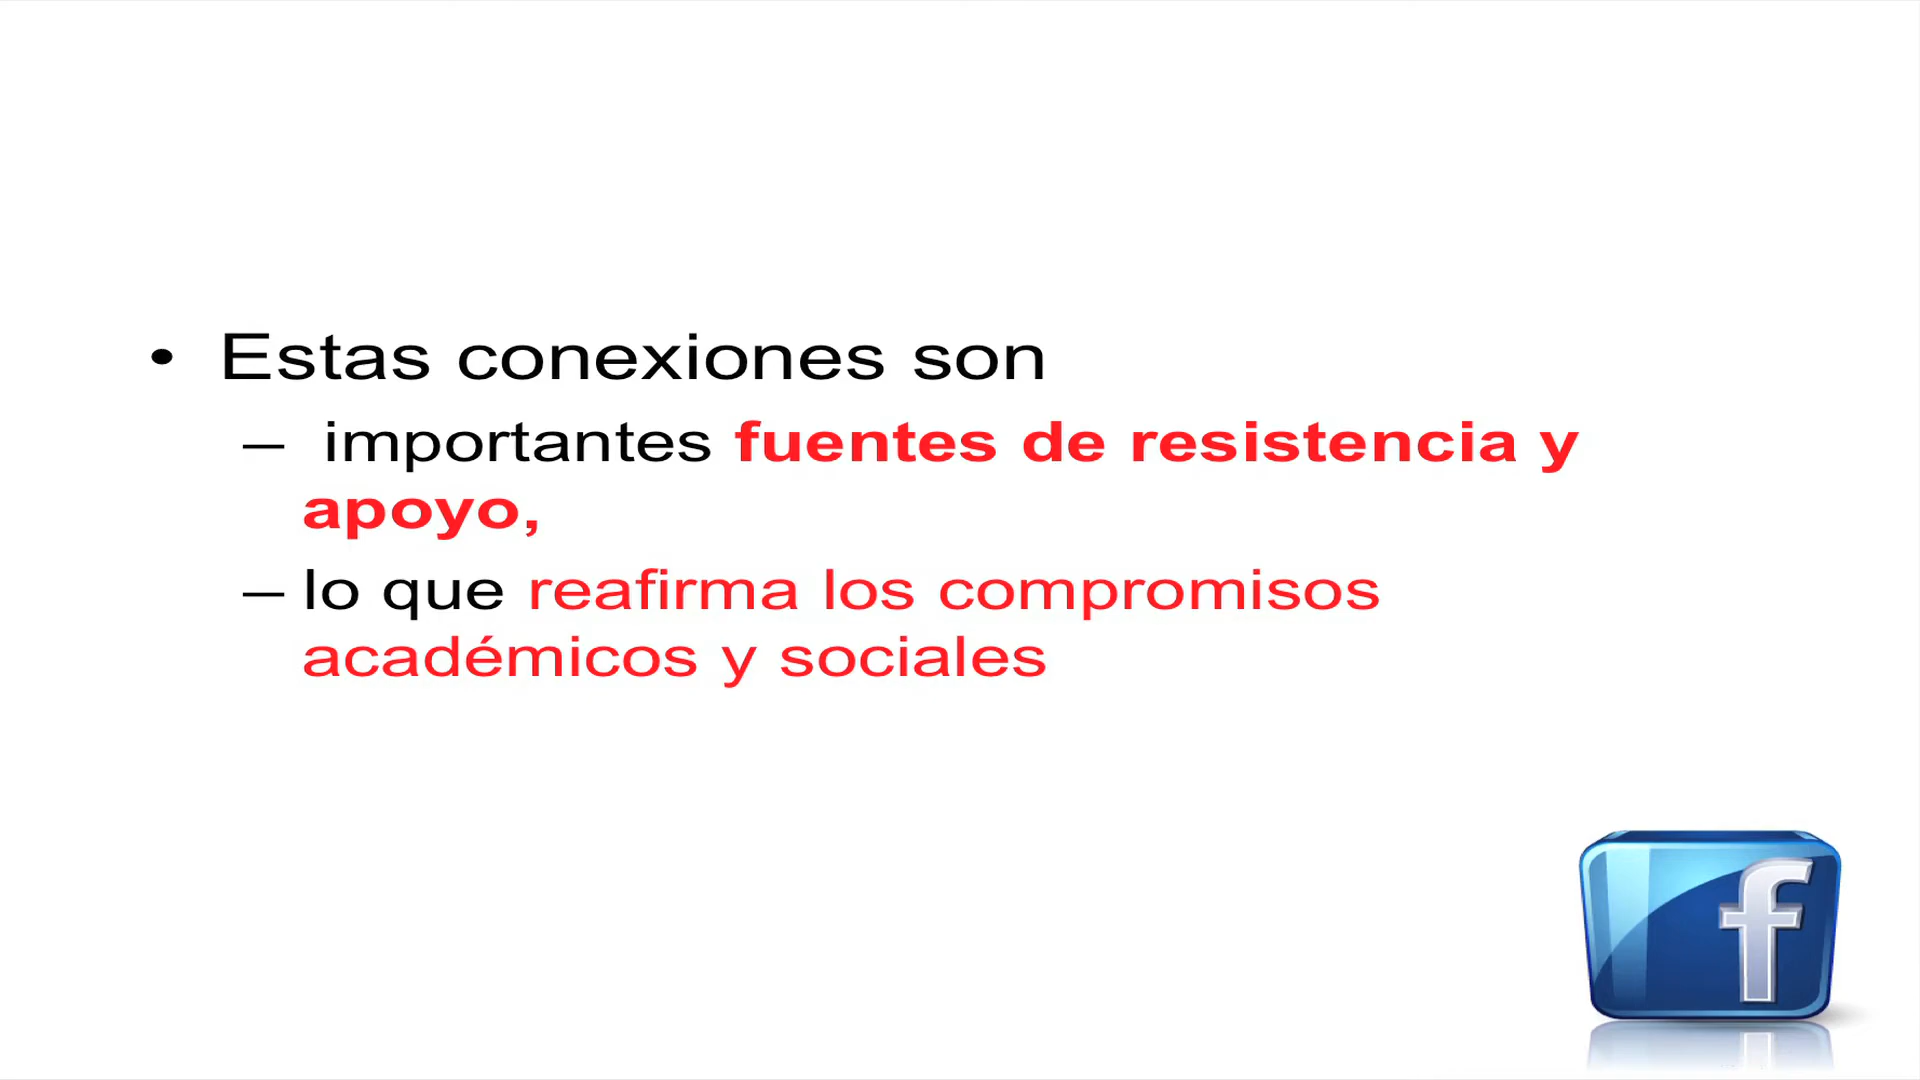 • Estas conexiones son
– importantes fuentes de resistencia y
apoyo,
– lo que reafirma los compromisos
académicos y sociales
f